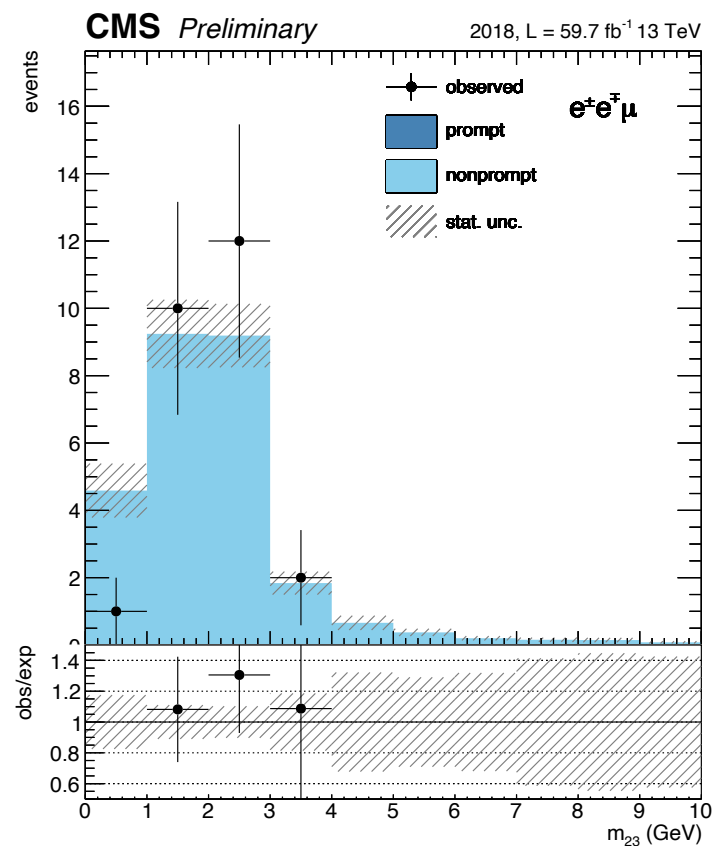 CMS Preliminary 2018, L = 59.7 fb⁻¹ 13 TeV
events
16
14
12
10
8
6
4
2
0
observed
prompt
nonprompt
stat. unc.
e±e∓μ
obs/exp
1.4
1.2
1
0.8
0.6
0 1 2 3 4 5 6 7 8 9 10
m₂₃ (GeV)